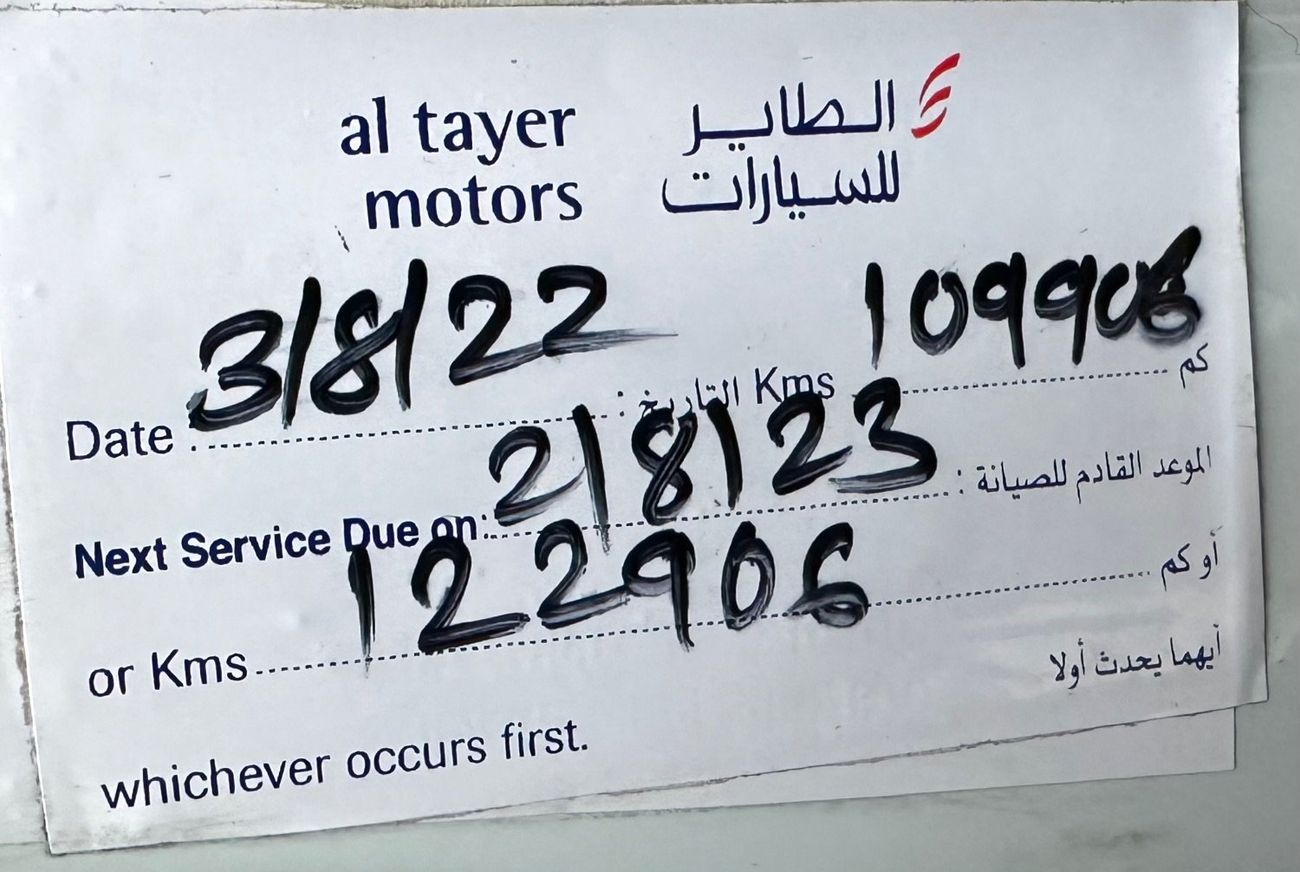 al tayer الطاير
motors للسيارات
Date 3/8/22 : التاريخ Kms 109906 كم
Next Service Due on: 2/8/23 : الموعد القادم للصيانة
or Kms 122906 أو كم
whichever occurs first. أيهما يحدث أولا